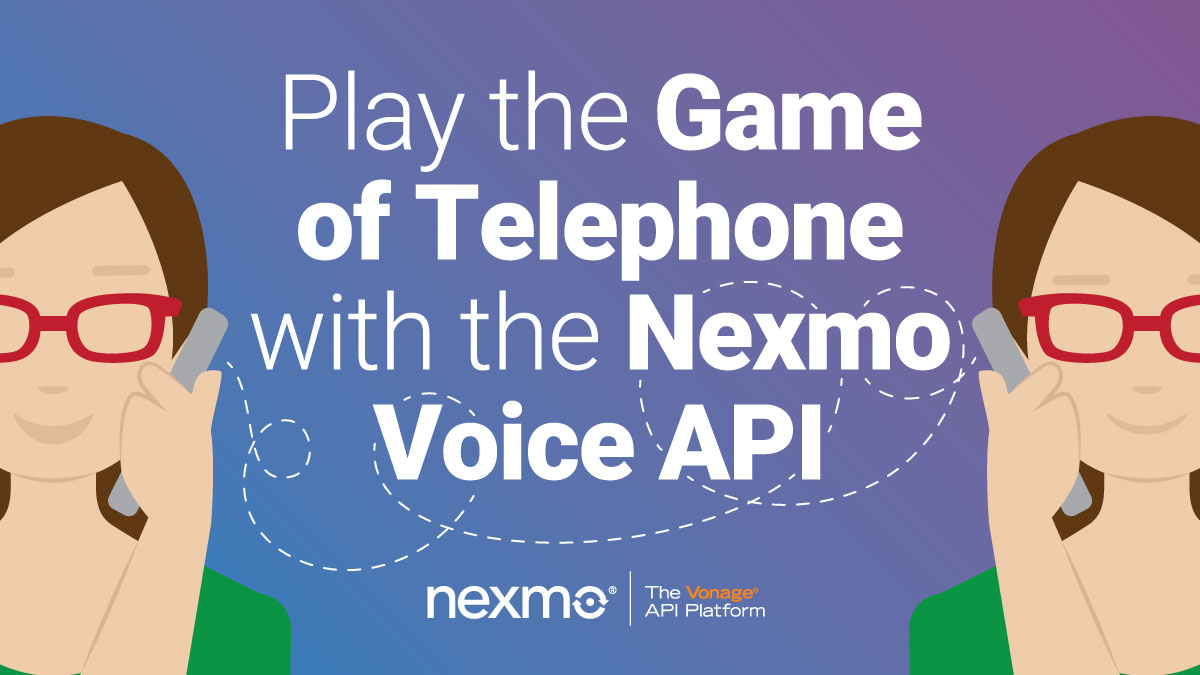 Play the Game
of Telephone
with the Nexmo
Voice API
nexmo®
The Vonage®
API Platform